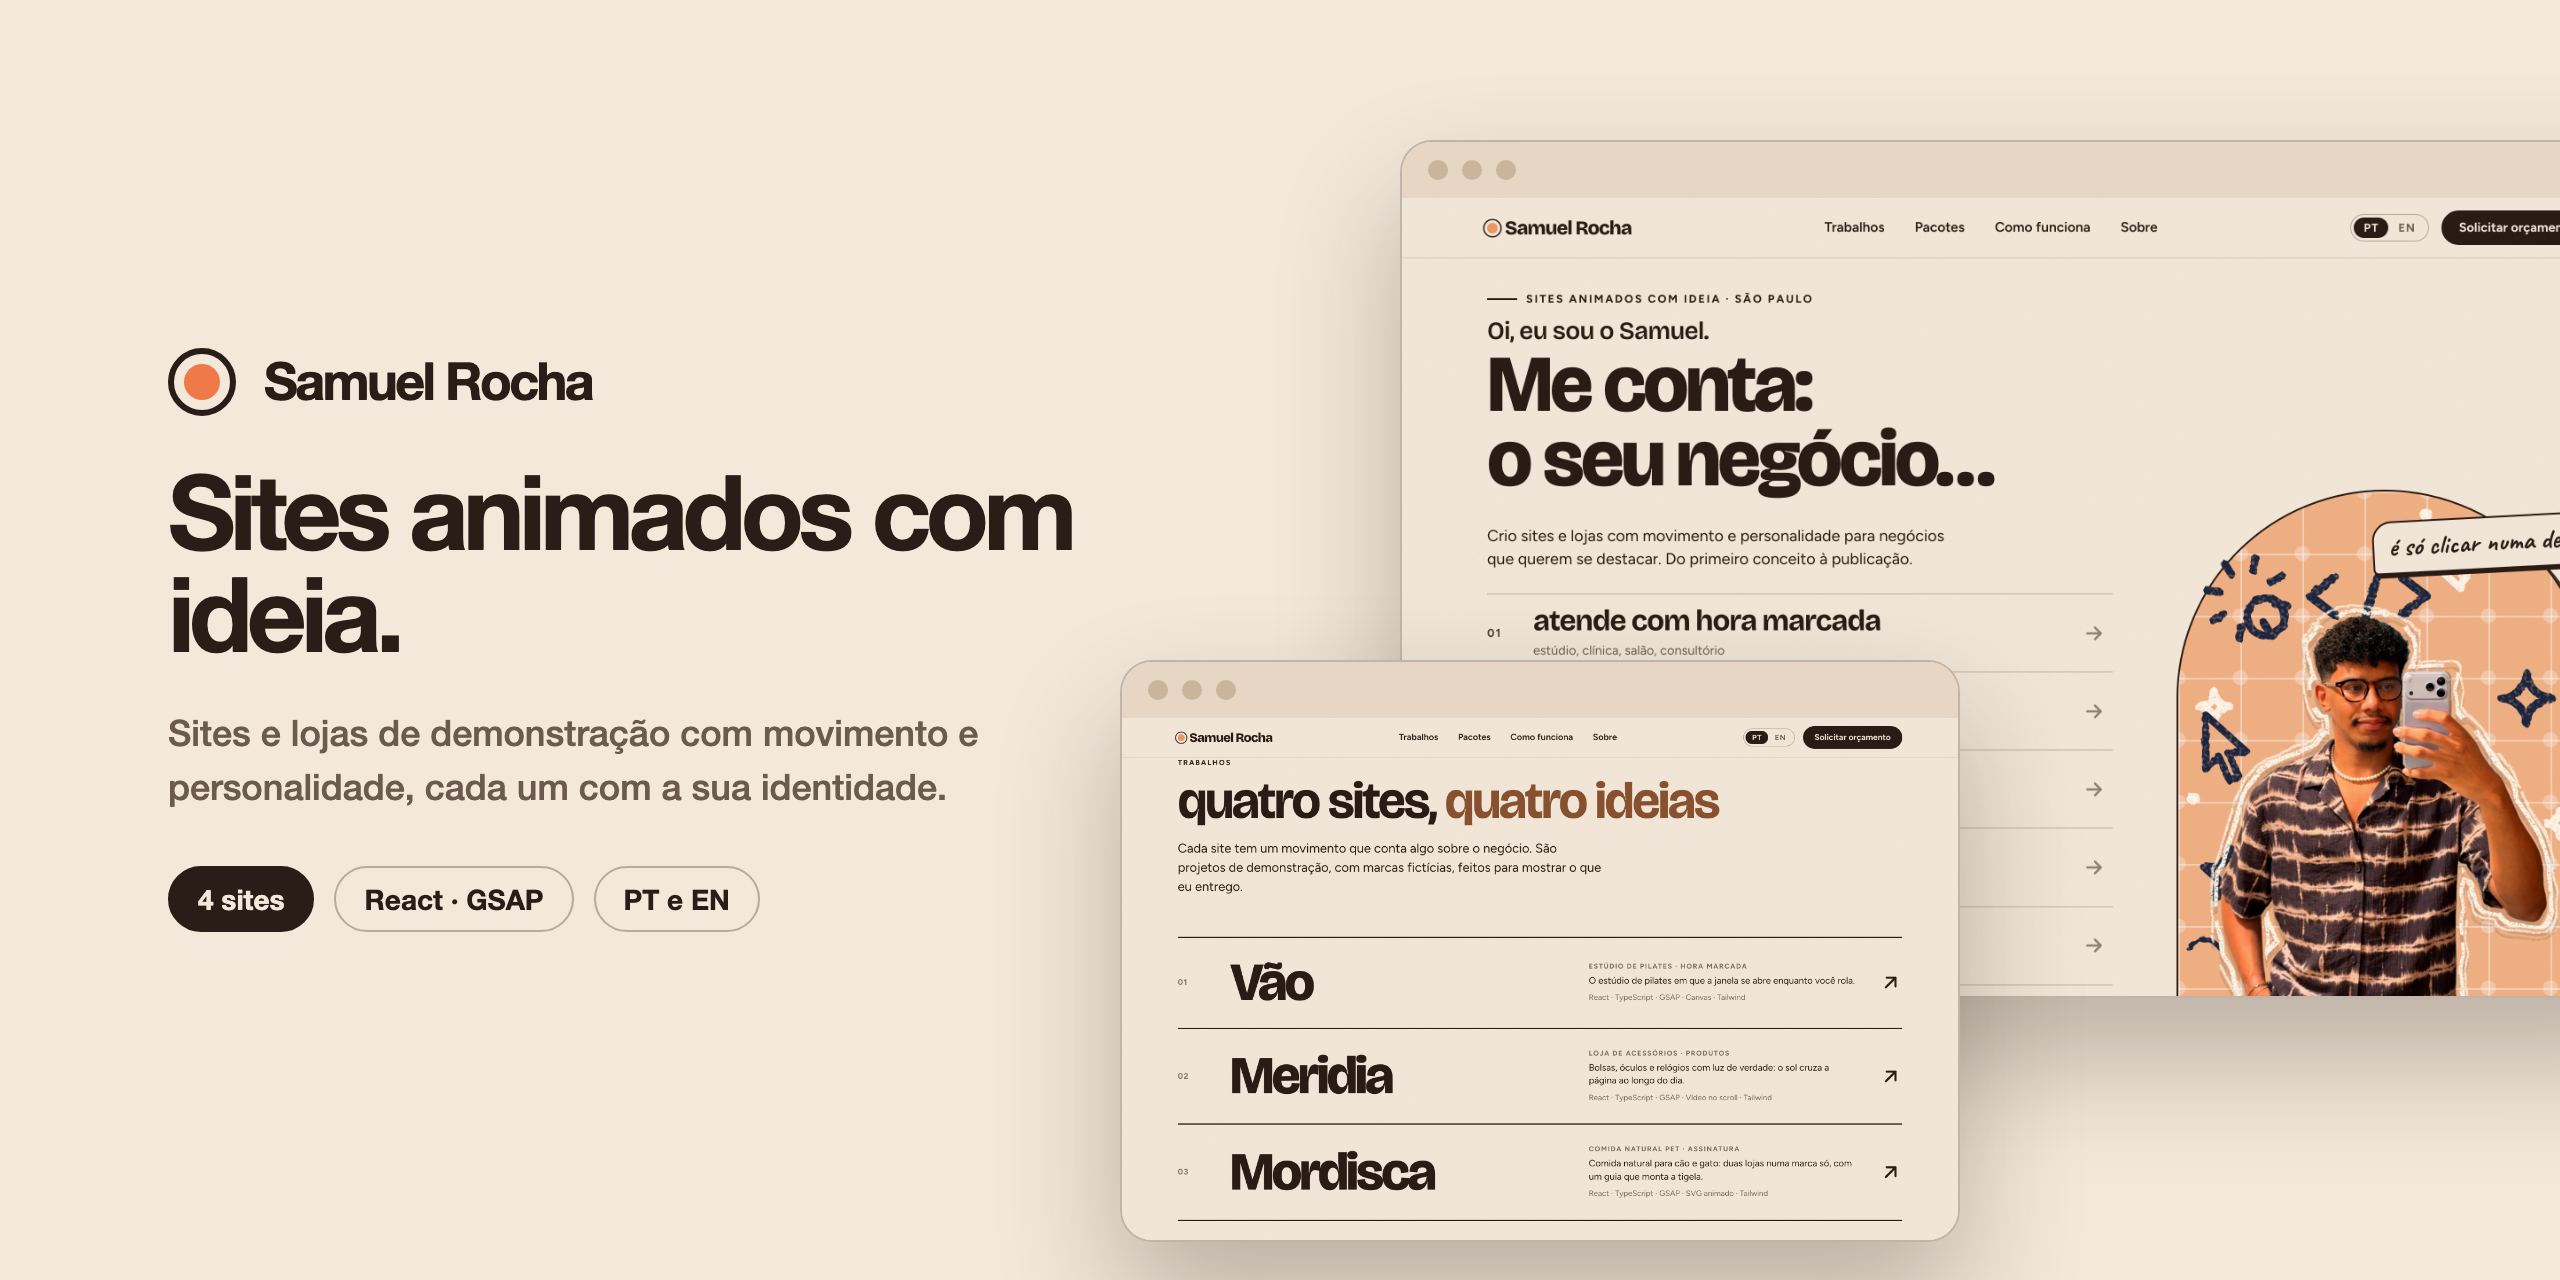 Samuel Rocha
Sites animados com
ideia.
Sites e lojas de demonstração com movimento e
personalidade, cada um com a sua identidade.
4 sites
React · GSAP
PT e EN
Samuel Rocha
Trabalhos
Pacotes
Como funciona
Sobre
PT
EN
Solicitar orçamen
SITES ANIMADOS COM IDEIA · SÃO PAULO
Oi, eu sou o Samuel.
Me conta:
o seu negócio...
Crio sites e lojas com movimento e personalidade para negócios
que querem se destacar. Do primeiro conceito à publicação.
01
atende com hora marcada
estúdio, clínica, salão, consultório
é só clicar numa de
Samuel Rocha
Trabalhos
Pacotes
Como funciona
Sobre
PT
EN
Solicitar orçamento
TRABALHOS
quatro sites, quatro ideias
Cada site tem um movimento que conta algo sobre o negócio. São
projetos de demonstração, com marcas fictícias, feitos para mostrar o que
eu entrego.
01
Vão
ESTÚDIO DE PILATES · HORA MARCADA
O estúdio de pilates em que a janela se abre enquanto você rola.
React · TypeScript · GSAP · Canvas · Tailwind
02
Meridia
LOJA DE ACESSÓRIOS · PRODUTOS
Bolsas, óculos e relógios com luz de verdade: o sol cruza a
página ao longo do dia.
React · TypeScript · GSAP · Vídeo no scroll · Tailwind
03
Mordisca
COMIDA NATURAL PET · ASSINATURA
Comida natural para cão e gato: duas lojas numa marca só, com
um guia que monta a tigela.
React · TypeScript · GSAP · SVG animado · Tailwind